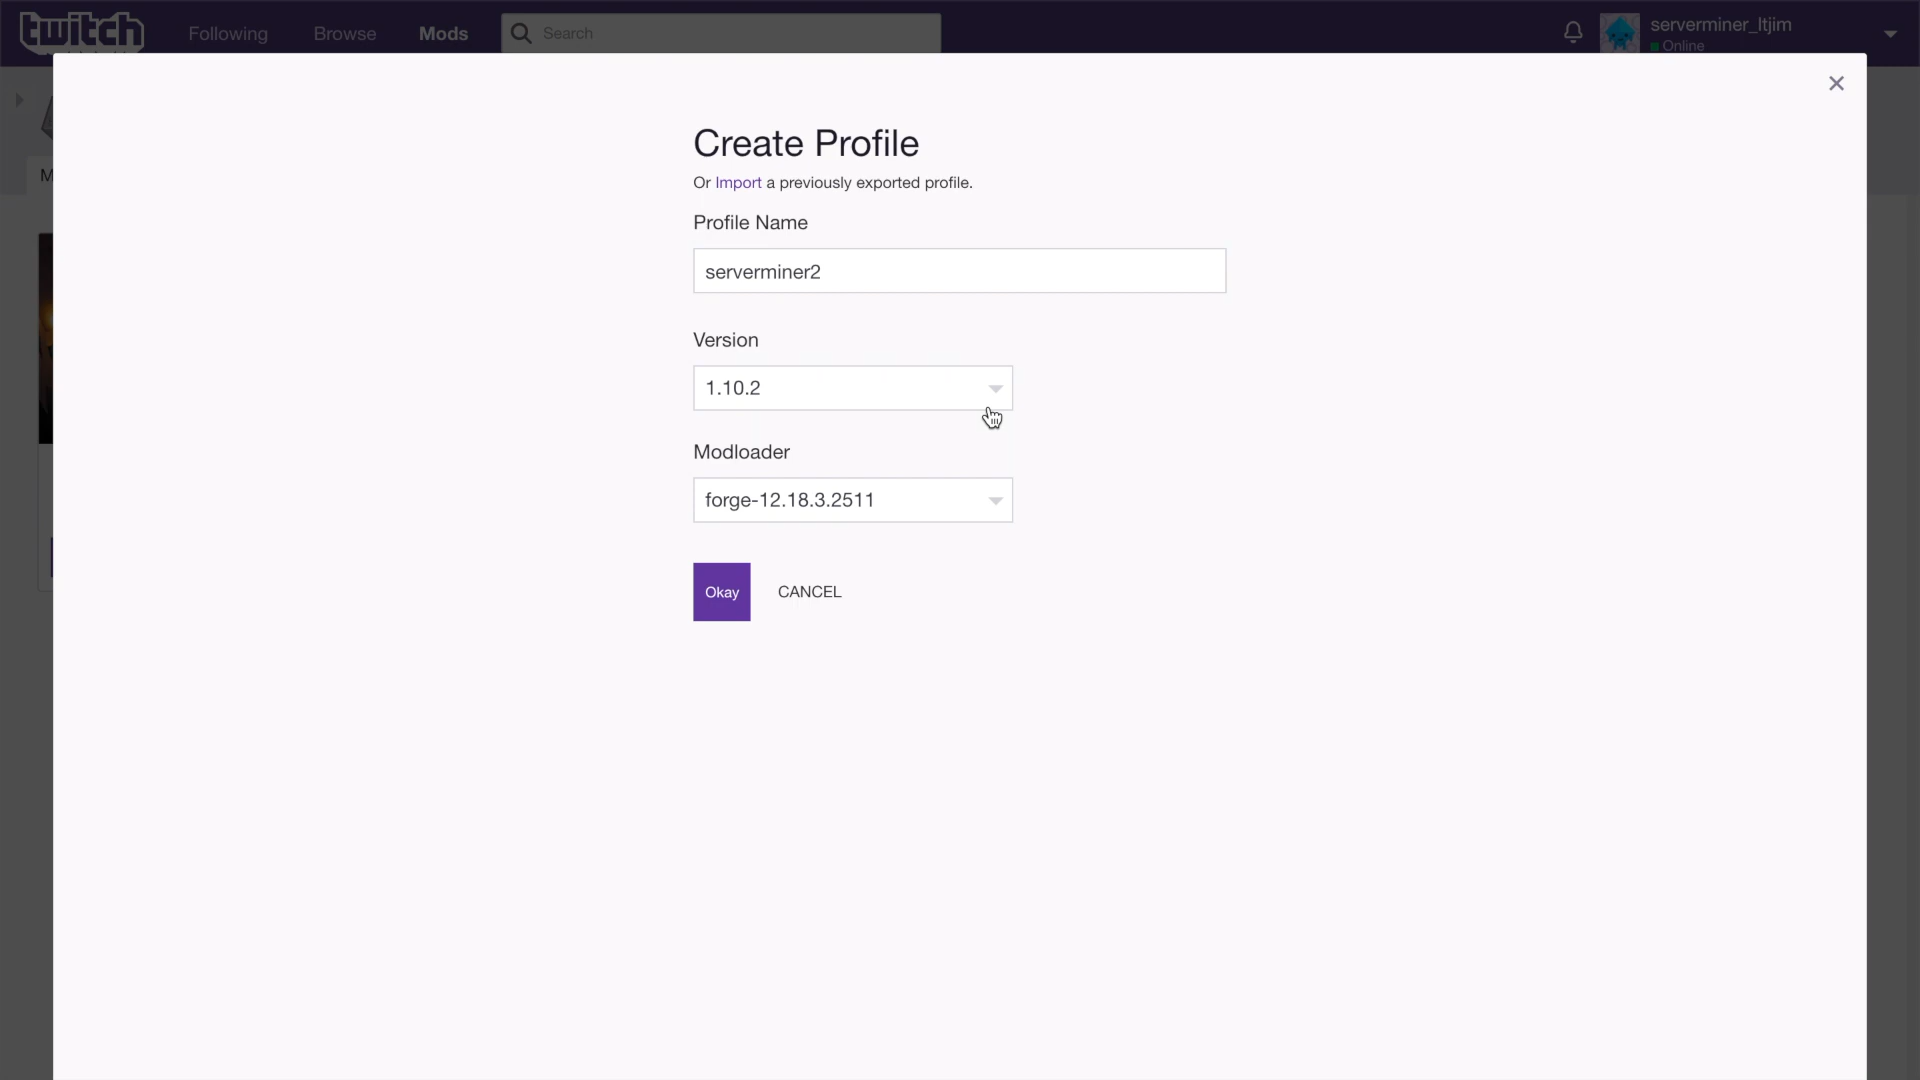 twitch Following Browse Mods Search serverminer_ltjim
Online
M
Create Profile
Or Import a previously exported profile.
Profile Name
serverminer2
Version
1.10.2
Modloader
forge-12.18.3.2511
Okay CANCEL